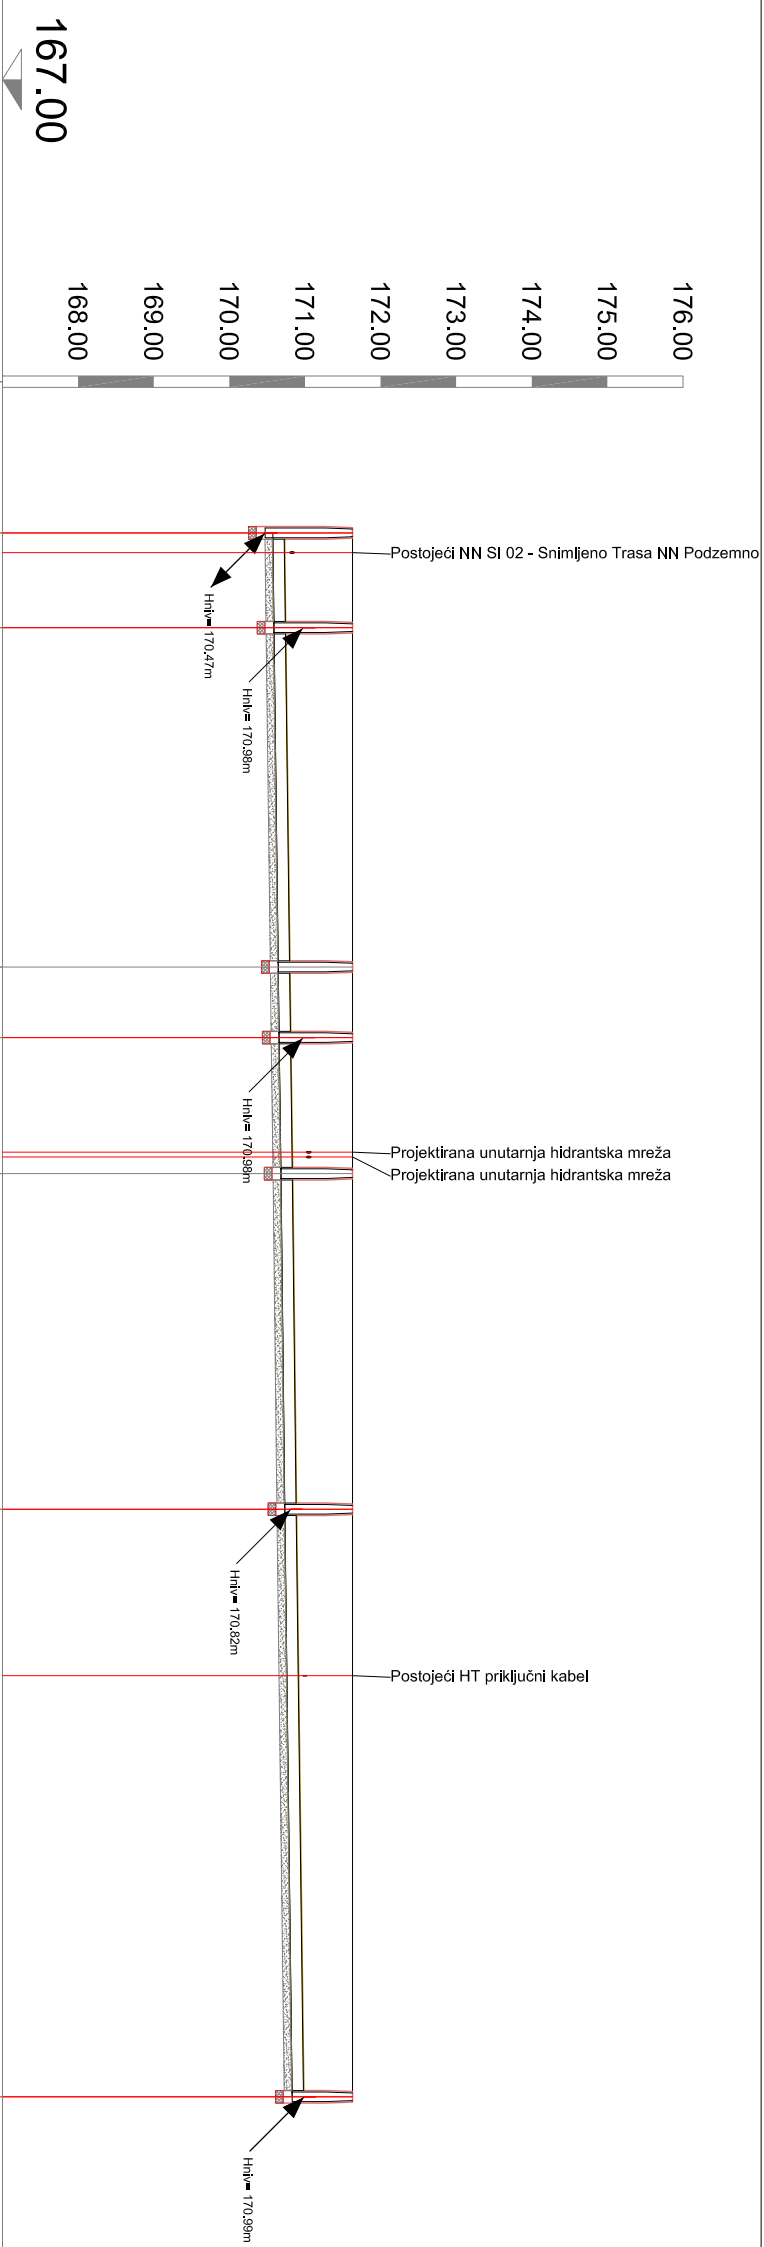 167.00
176.00
175.00
174.00
173.00
172.00
171.00
170.00
169.00
168.00
Postojeći NN SI 02 - Snimljeno Trasa NN Podzemno
Hniv= 170.47m
Hniv= 170.98m
Hniv= 170.98m
Projektirana unutarnja hidrantska mreža
Projektirana unutarnja hidrantska mreža
Hniv= 170.82m
Postojeći HT priključni kabel
Hniv= 170.99m